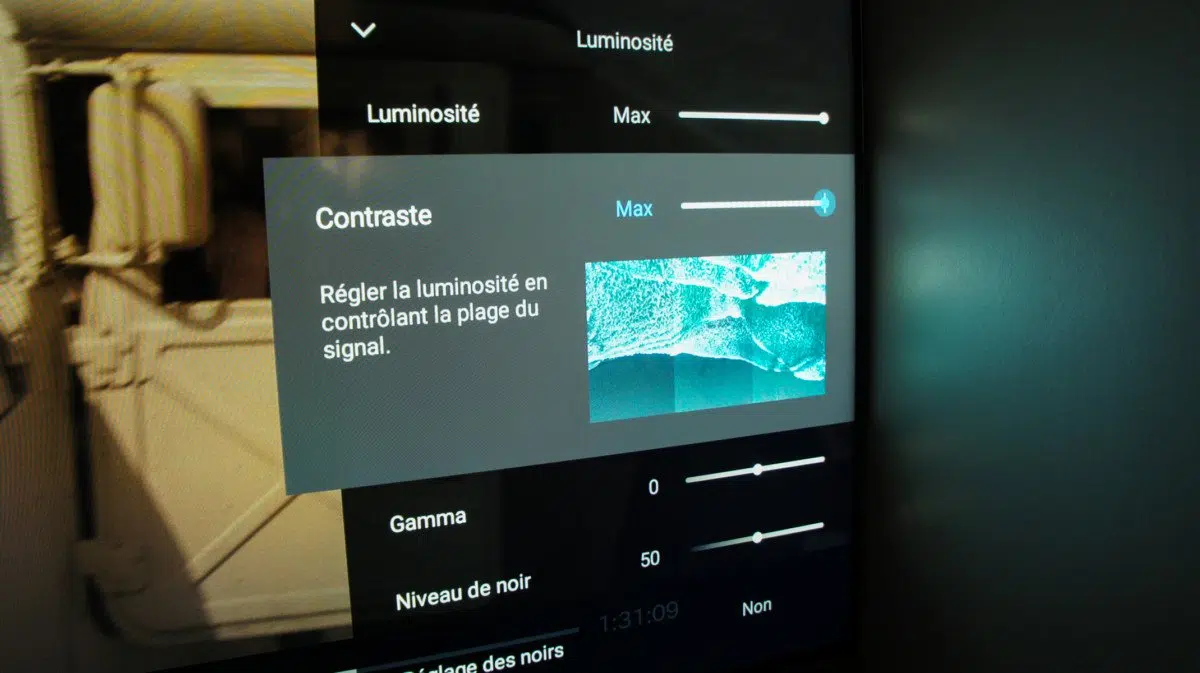 Luminosité
Luminosité Max
Contraste Max
Régler la luminosité en
contrôlant la plage du
signal.
Gamma 0
Niveau de noir 50
1:31:09
Réglage des noirs Non